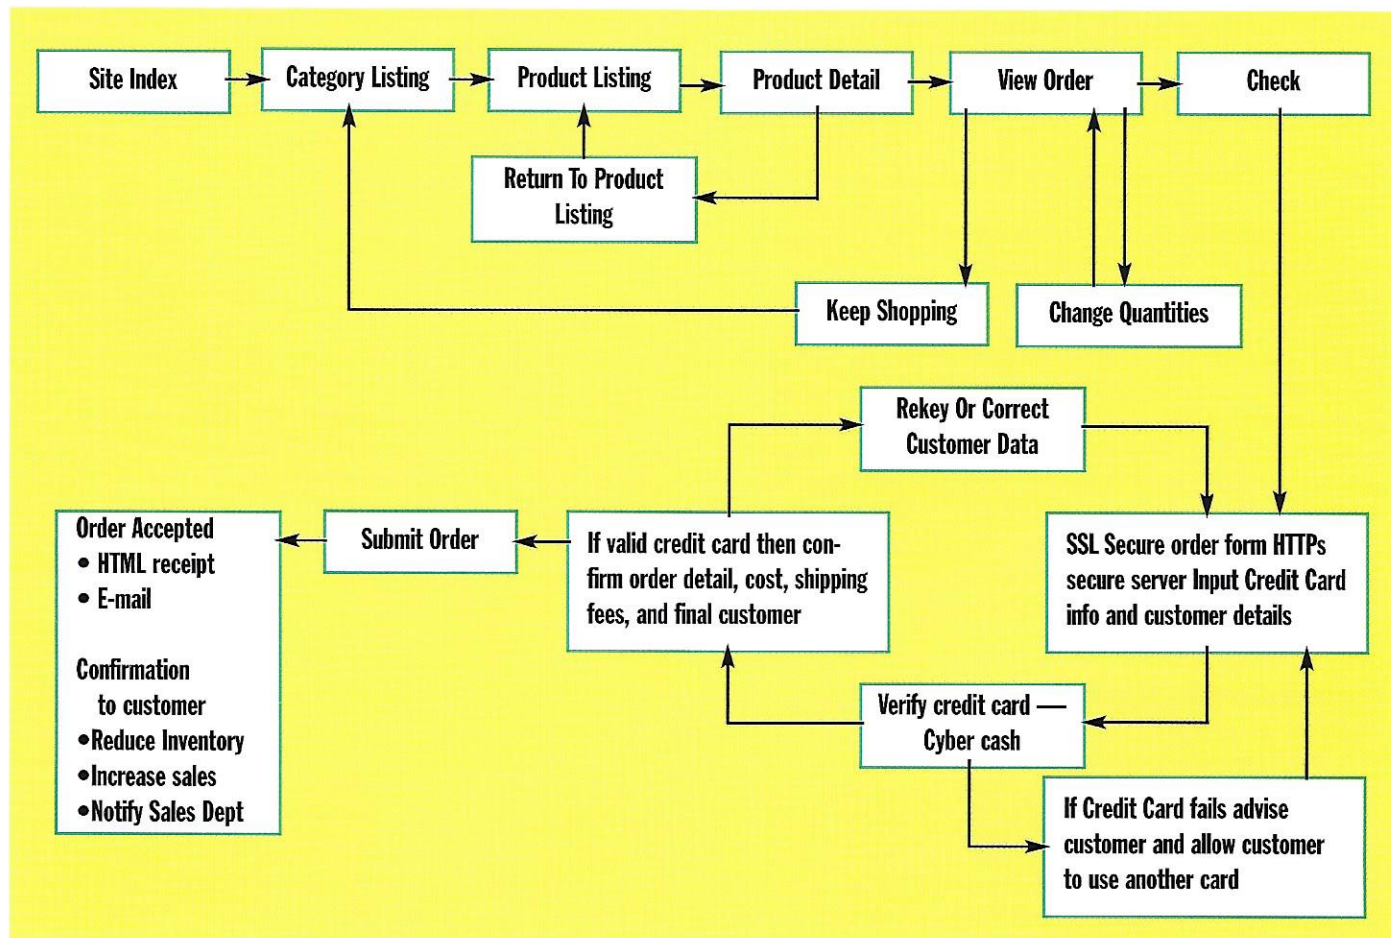 Site Index
Category Listing
Product Listing
Product Detail
View Order
Check
Return To Product
Listing
Keep Shopping
Change Quantities
Rekey Or Correct
Customer Data
Order Accepted
• HTML receipt
• E-mail
Confirmation
to customer
•Reduce Inventory
•Increase sales
•Notify Sales Dept
Submit Order
If valid credit card then con-
firm order detail, cost, shipping
fees, and final customer
SSL Secure order form HTTPs
secure server Input Credit Card
info and customer details
Verify credit card —
Cyber cash
If Credit Card fails advise
customer and allow customer
to use another card